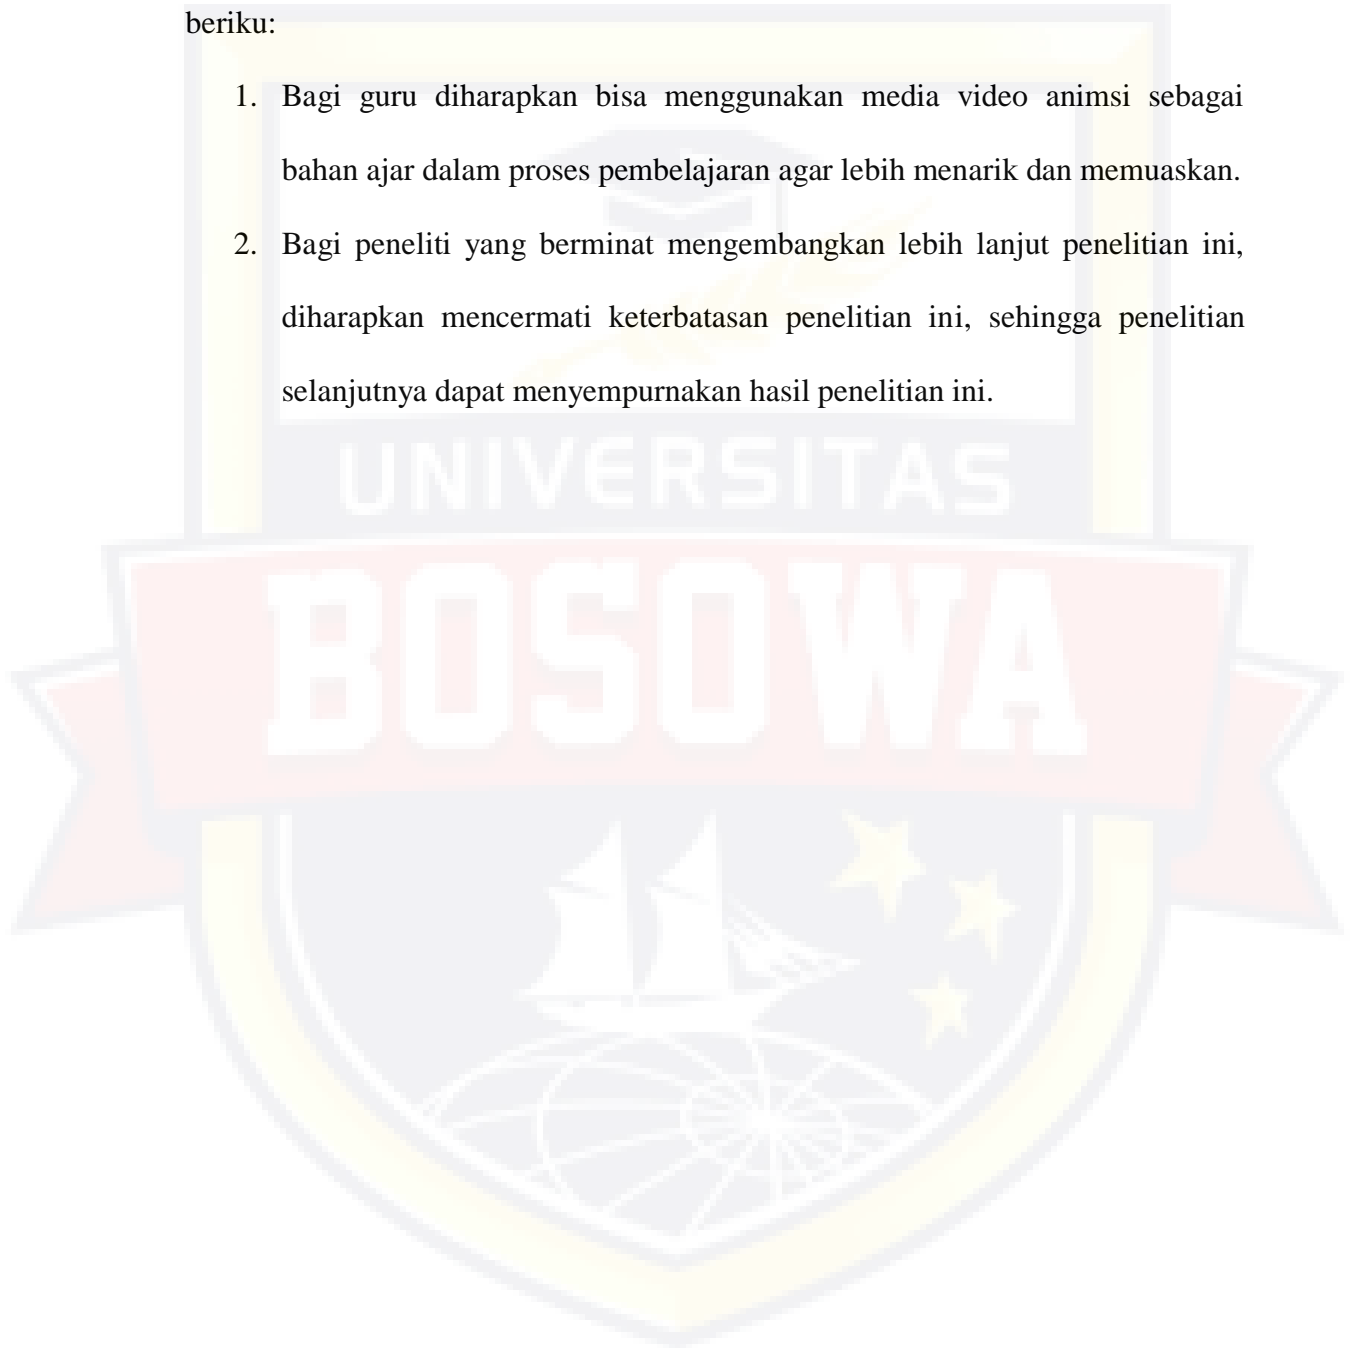 beriku:
1. Bagi guru diharapkan bisa menggunakan media video animsi sebagai
bahan ajar dalam proses pembelajaran agar lebih menarik dan memuaskan.
2. Bagi peneliti yang berminat mengembangkan lebih lanjut penelitian ini,
diharapkan mencermati keterbatasan penelitian ini, sehingga penelitian
selanjutnya dapat menyempurnakan hasil penelitian ini.
UNIVERSITAS
BOSOWA